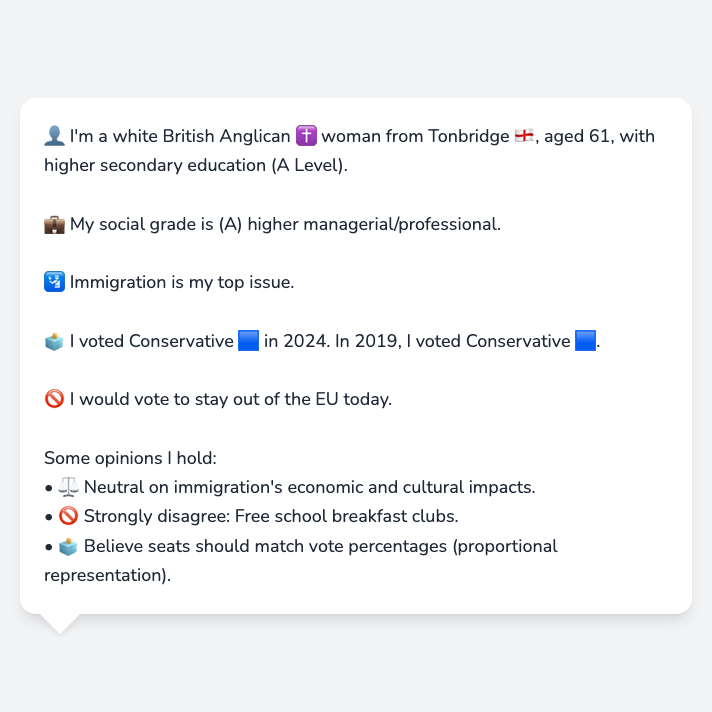 👤 I'm a white British Anglican ✝️ woman from Tonbridge 🏴󠁧󠁢󠁥󠁮󠁧󠁿, aged 61, with
higher secondary education (A Level).
💼 My social grade is (A) higher managerial/professional.
🛂 Immigration is my top issue.
🗳️ I voted Conservative 🟦 in 2024. In 2019, I voted Conservative 🟦.
🚫 I would vote to stay out of the EU today.
Some opinions I hold:
• ⚖️ Neutral on immigration's economic and cultural impacts.
• 🚫 Strongly disagree: Free school breakfast clubs.
• 🗳️ Believe seats should match vote percentages (proportional
representation).